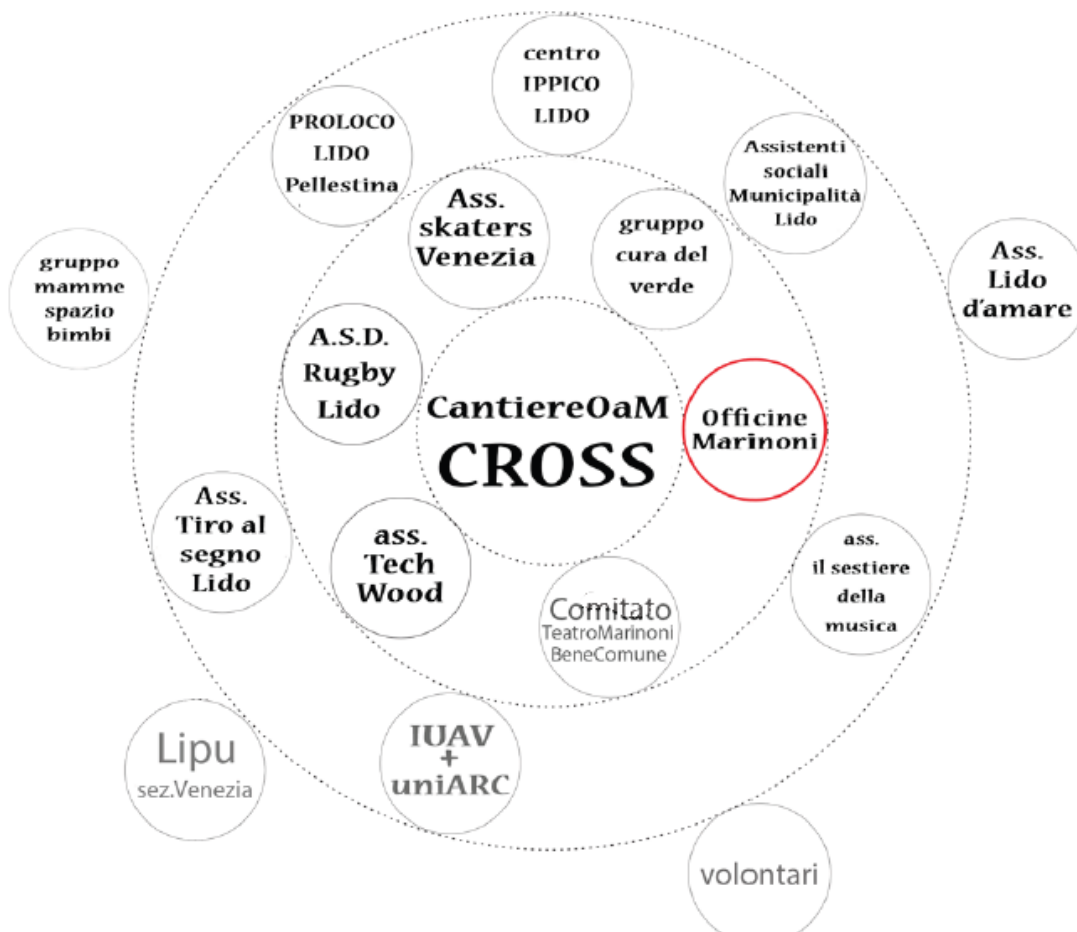 centro
IPPICO
LIDO
PROLOCO
LIDO
Pellestina
Assistenti
sociali
Municipalità
Lido
Ass.
skaters
Venezia
gruppo
cura del
verde
gruppo
mamme
spazio
bimbi
Ass.
Lido
d'amare
A.S.D.
Rugby
Lido
CantiereOaM
CROSS
Officine
Marinoni
Ass.
Tiro al
segno
Lido
ass.
Tech
Wood
ass.
il sestiere
della
musica
Comitato
TeatroMarinoni
BeneComune
Lipu
sez.Venezia
IUAV
+
uniARC
volontari